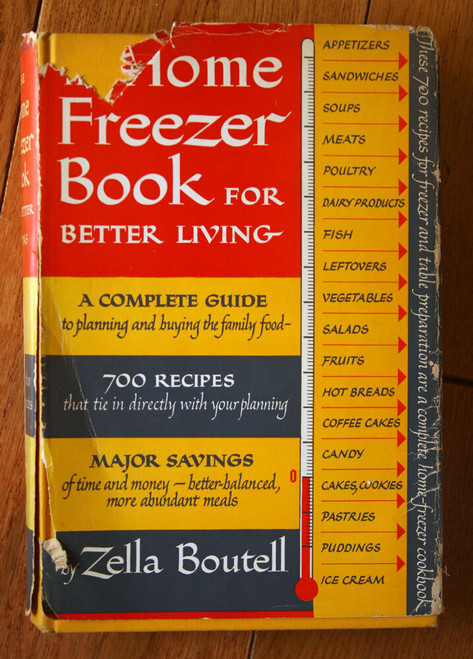 Home
Freezer
Book FOR
BETTER LIVING
A COMPLETE GUIDE
to planning and buying the family food-
700 RECIPES
that tie in directly with your planning
MAJOR SAVINGS
of time and money — better-balanced,
more abundant meals
by Zella Boutell
0
APPETIZERS
SANDWICHES
SOUPS
MEATS
POULTRY
DAIRY PRODUCTS
FISH
LEFTOVERS
VEGETABLES
SALADS
FRUITS
HOT BREADS
COFFEE CAKES
CANDY
CAKES, COOKIES
PASTRIES
PUDDINGS
ICE CREAM
These 700 recipes for freezer and table preparation are a complete home-freezer cookbook